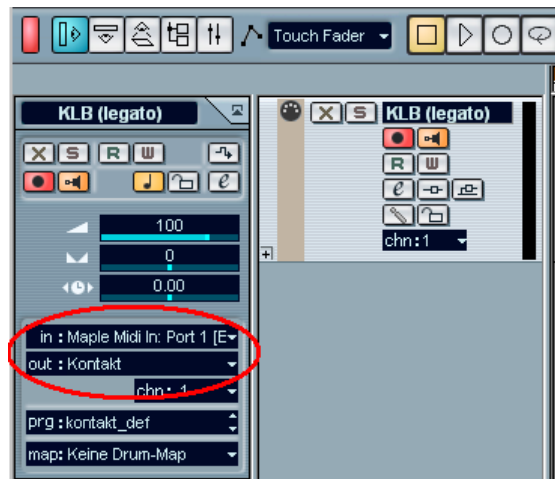 Touch Fader
KLB (legato)
X S R W
e
100
0
0.00
in : Maple Midi In: Port 1 [E
out : Kontakt
chn: 1
prg : kontakt_def
map: Keine Drum-Map
X S KLB (legato)
R W
e
chn:1